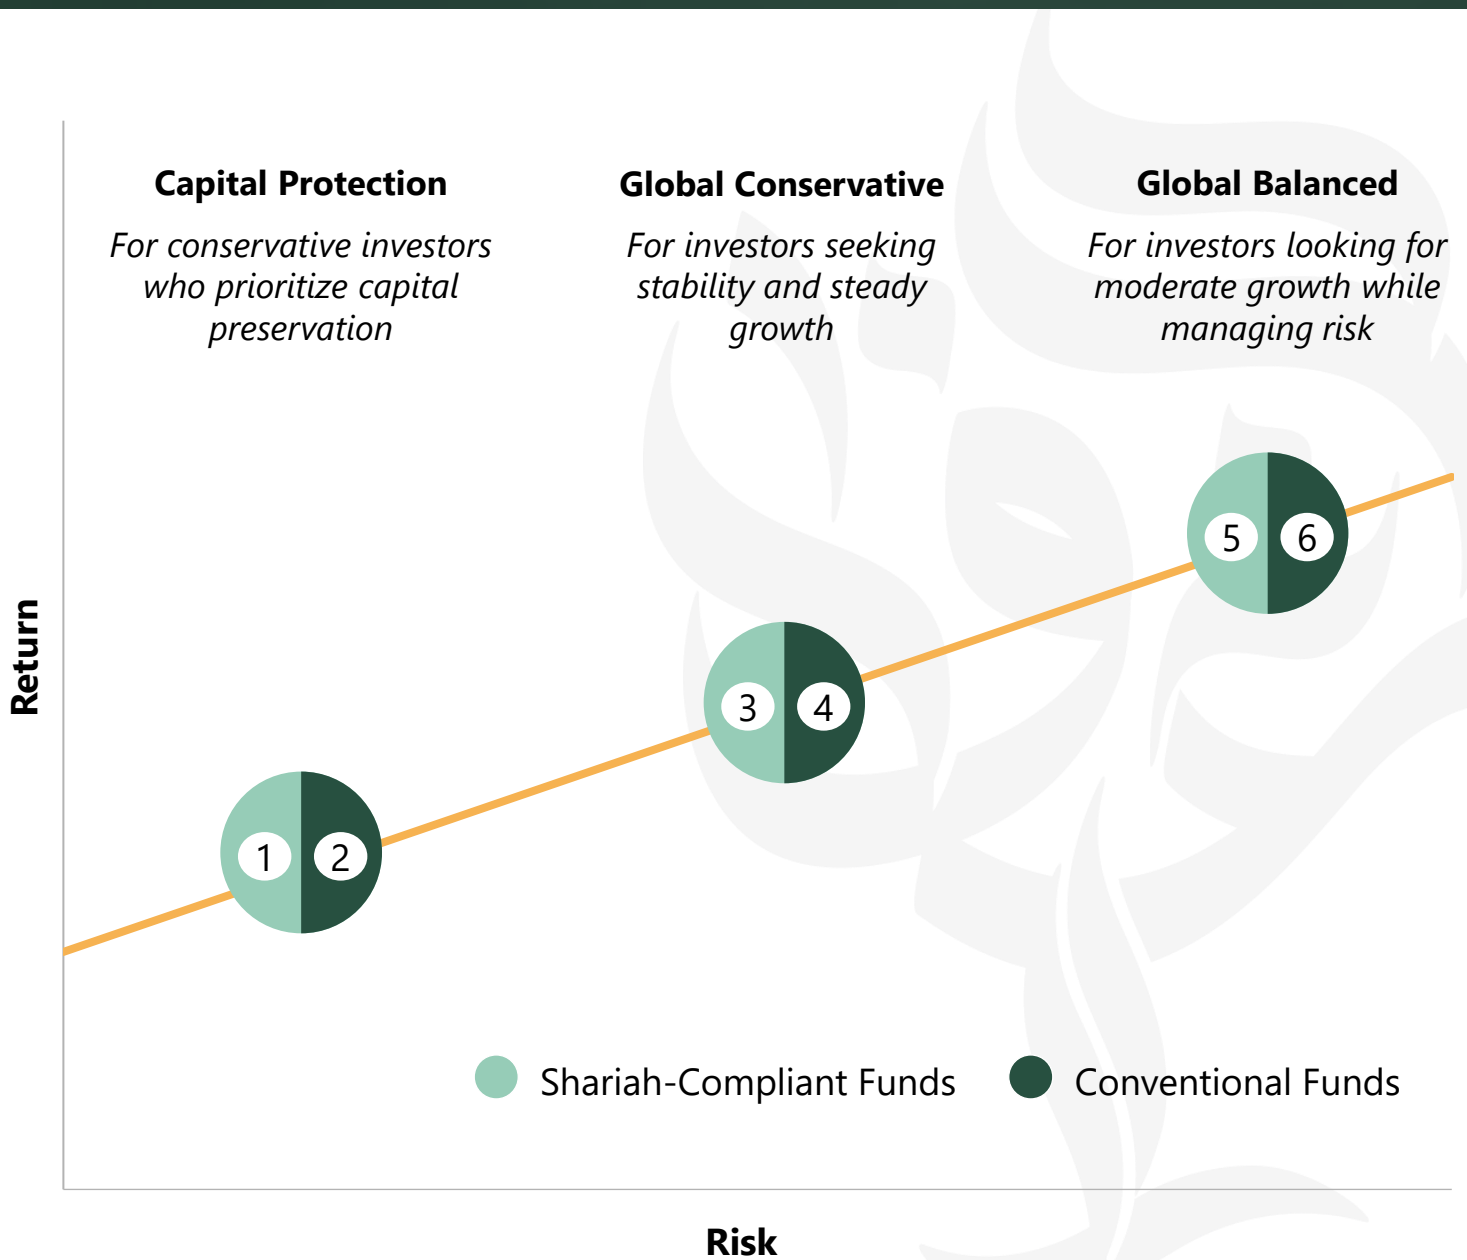 Capital Protection
For conservative investors
who prioritize capital
preservation
Global Conservative
For investors seeking
stability and steady
growth
Global Balanced
For investors looking for
moderate growth while
managing risk
Return
5
6
3
4
1
2
Shariah-Compliant Funds
Conventional Funds
Risk